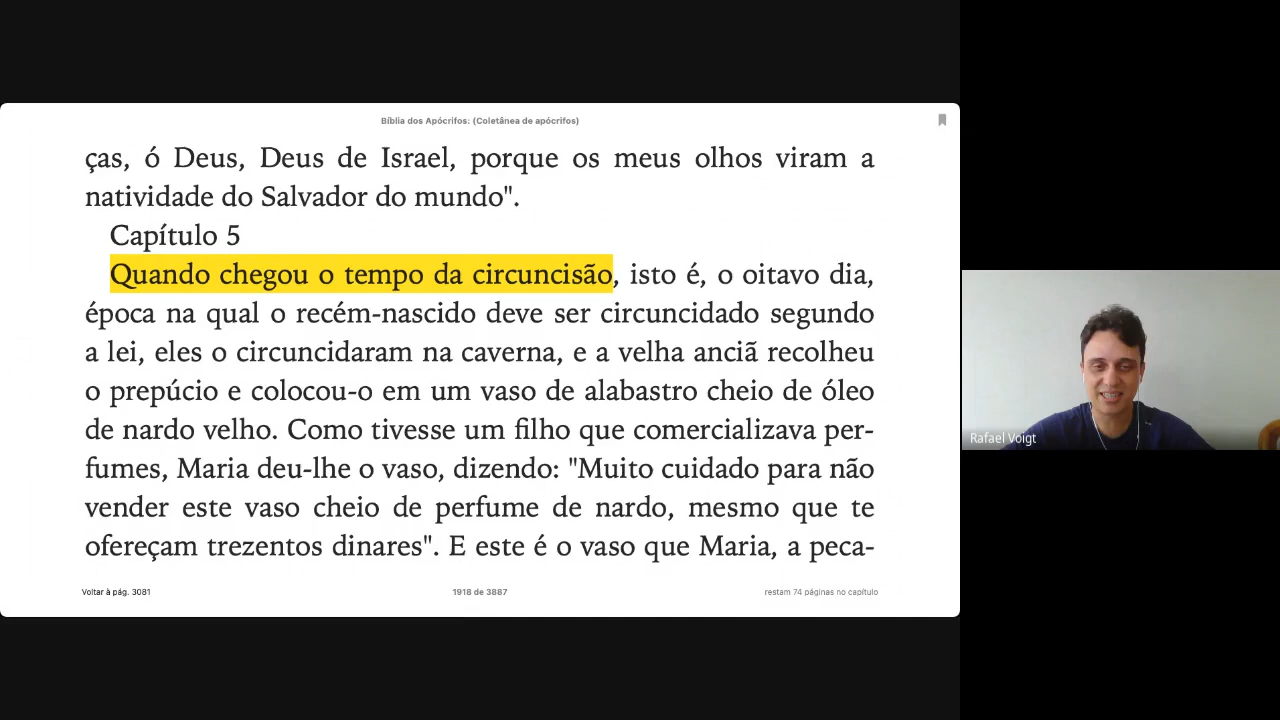 Bíblia dos Apócrifos: (Coletânea de apócrifos)
ças, ó Deus, Deus de Israel, porque os meus olhos viram a
natividade do Salvador do mundo".
Capítulo 5
Quando chegou o tempo da circuncisão, isto é, o oitavo dia,
época na qual o recém-nascido deve ser circuncidado segundo
a lei, eles o circuncidaram na caverna, e a velha anciã recolheu
o prepúcio e colocou-o em um vaso de alabastro cheio de óleo
de nardo velho. Como tivesse um filho que comercializava per-
fumes, Maria deu-lhe o vaso, dizendo: "Muito cuidado para não
vender este vaso cheio de perfume de nardo, mesmo que te
ofereçam trezentos dinares". E este é o vaso que Maria, a peca-
Voltar à pág. 3081
1918 de 3887
restam 74 páginas no capítulo
Rafael Voigt